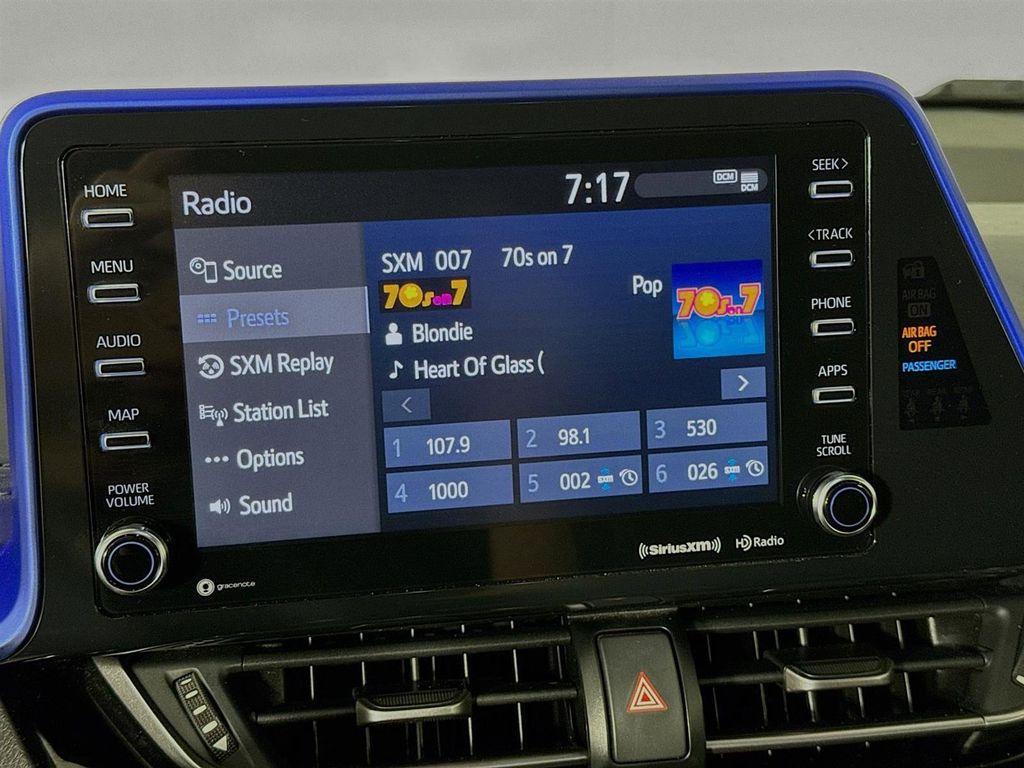 HOME
MENU
AUDIO
MAP
POWER
VOLUME
Radio
7:17
DCM
DCM
Source
Presets
SXM Replay
Station List
Options
Sound
SXM 007 70s on 7
70s on 7
Pop
70s on 7
Blondie
Heart Of Glass (
<
>
1 107.9
2 98.1
3 530
4 1000
5 002 sxm
6 026 sxm
SEEK>
<TRACK
PHONE
APPS
TUNE
SCROLL
gracenote
((SiriusXM))
HD Radio
AIR BAG
ON
AIR BAG
OFF
PASSENGER